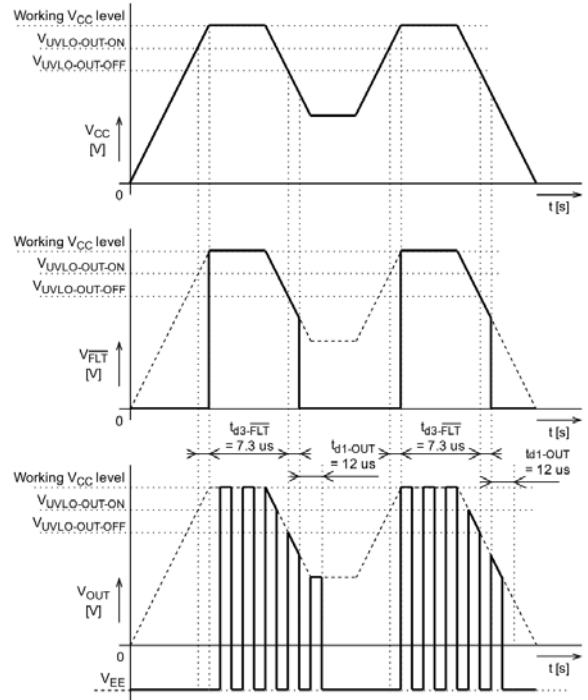 Working VCC level
VUVLO-OUT-ON
VUVLO-OUT-OFF
VCC
[V]
0
t [s]
Working VCC level
VUVLO-OUT-ON
VUVLO-OUT-OFF
VFLT
[V]
0
t [s]
td3-FLT
= 7.3 us
td1-OUT
= 12 us
td3-FLT
= 7.3 us
td1-OUT
= 12 us
Working VCC level
VUVLO-OUT-ON
VUVLO-OUT-OFF
VOUT
[V]
0
t [s]
VEE